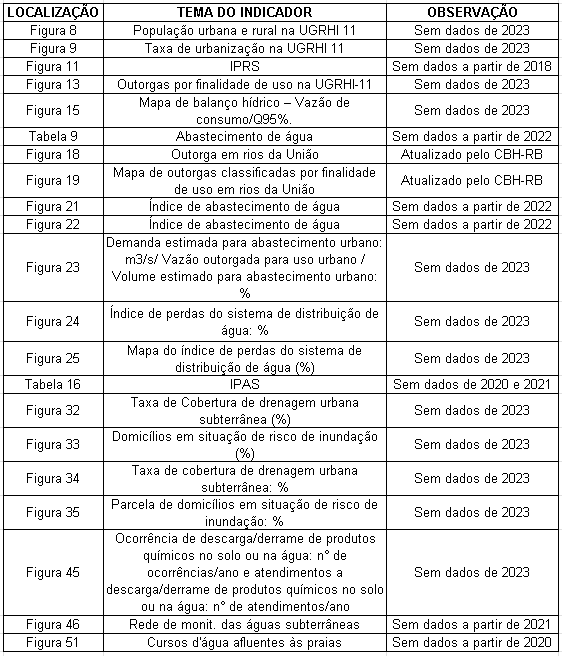 LOCALIZAÇÃO TEMA DO INDICADOR OBSERVAÇÃO
Figura 8 População urbana e rural na UGRHI 11 Sem dados de 2023
Figura 9 Taxa de urbanização na UGRHI 11 Sem dados de 2023
Figura 11 IPRS Sem dados a partir de 2018
Figura 13 Outorgas por finalidade de uso na UGRHI-11 Sem dados de 2023
Figura 15 Mapa de balanço hídrico – Vazão de
consumo/Q95%. Sem dados de 2023
Tabela 9 Abastecimento de água Sem dados a partir de 2022
Figura 18 Outorga em rios da União Atualizado pelo CBH-RB
Figura 19 Mapa de outorgas classificadas por finalidade
de uso em rios da União Atualizado pelo CBH-RB
Figura 21 Índice de abastecimento de água Sem dados a partir de 2022
Figura 22 Índice de abastecimento de água Sem dados a partir de 2022
Figura 23 Demanda estimada para abastecimento urbano:
m3/s/ Vazão outorgada para uso urbano /
Volume estimado para abastecimento urbano:
% Sem dados de 2023
Figura 24 Índice de perdas do sistema de distribuição de
água: % Sem dados de 2023
Figura 25 Mapa do índice de perdas do sistema de
distribuição de água (%) Sem dados de 2023
Tabela 16 IPAS Sem dados de 2020 e 2021
Figura 32 Taxa de Cobertura de drenagem urbana
subterrânea (%) Sem dados de 2023
Figura 33 Domicílios em situação de risco de inundação
(%) Sem dados de 2023
Figura 34 Taxa de cobertura de drenagem urbana
subterrânea: % Sem dados de 2023
Figura 35 Parcela de domicílios em situação de risco de
inundação: % Sem dados de 2023
Figura 45 Ocorrência de descarga/derrame de produtos
químicos no solo ou na água: n° de
ocorrências/ano e atendimentos a
descarga/derrame de produtos químicos no solo
ou na água: n° de atendimentos/ano Sem dados de 2023
Figura 46 Rede de monit. das águas subterrâneas Sem dados a partir de 2021
Figura 51 Cursos d'água afluentes às praias Sem dados a partir de 2020